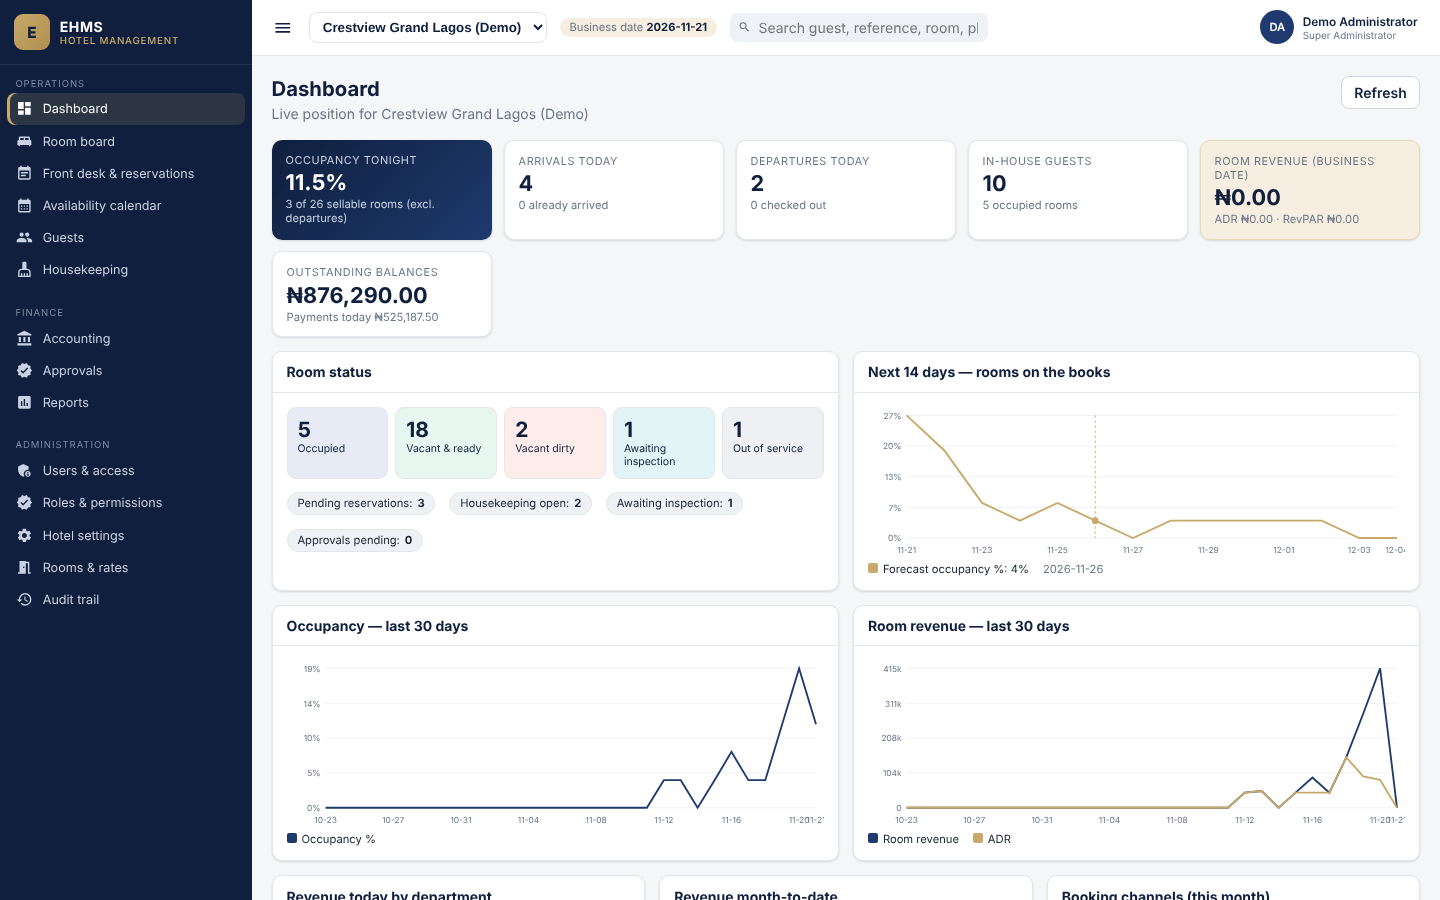 E
EHMS
HOTEL MANAGEMENT
OPERATIONS
Dashboard
Room board
Front desk & reservations
Availability calendar
Guests
Housekeeping
FINANCE
Accounting
Approvals
Reports
ADMINISTRATION
Users & access
Roles & permissions
Hotel settings
Rooms & rates
Audit trail
Crestview Grand Lagos (Demo)
Business date 2026-11-21
Search guest, reference, room, pl
DA
Demo Administrator
Super Administrator
Dashboard
Live position for Crestview Grand Lagos (Demo)
Refresh
OCCUPANCY TONIGHT
11.5%
3 of 26 sellable rooms (excl.
departures)
ARRIVALS TODAY
4
0 already arrived
DEPARTURES TODAY
2
0 checked out
IN-HOUSE GUESTS
10
5 occupied rooms
ROOM REVENUE (BUSINESS
DATE)
₦0.00
ADR ₦0.00 · RevPAR ₦0.00
OUTSTANDING BALANCES
₦876,290.00
Payments today ₦525,187.50
Room status
5
Occupied
18
Vacant & ready
2
Vacant dirty
1
Awaiting
inspection
1
Out of service
Pending reservations: 3
Housekeeping open: 2
Awaiting inspection: 1
Approvals pending: 0
Next 14 days — rooms on the books
27%
20%
13%
7%
0%
11-21 11-23 11-25 11-27 11-29 12-01 12-03 12-04
Forecast occupancy %: 4% 2026-11-26
Occupancy — last 30 days
19%
14%
10%
5%
0%
10-23 10-27 10-31 11-04 11-08 11-12 11-16 11-20 11-21
Occupancy %
Room revenue — last 30 days
415k
311k
208k
104k
0
10-23 10-27 10-31 11-04 11-08 11-12 11-16 11-20 11-21
Room revenue ADR
Revenue today by department
Revenue month-to-date
Booking channels (this month)